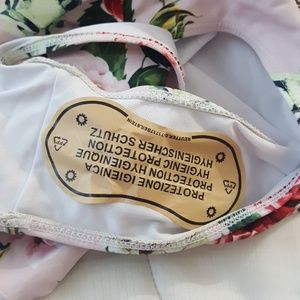 PROTEZIONE IGIENICA
PROTECTION HYGIENIQUE
HYGIENIC PROTECTION
HYGIENISCHER SCHUTZ